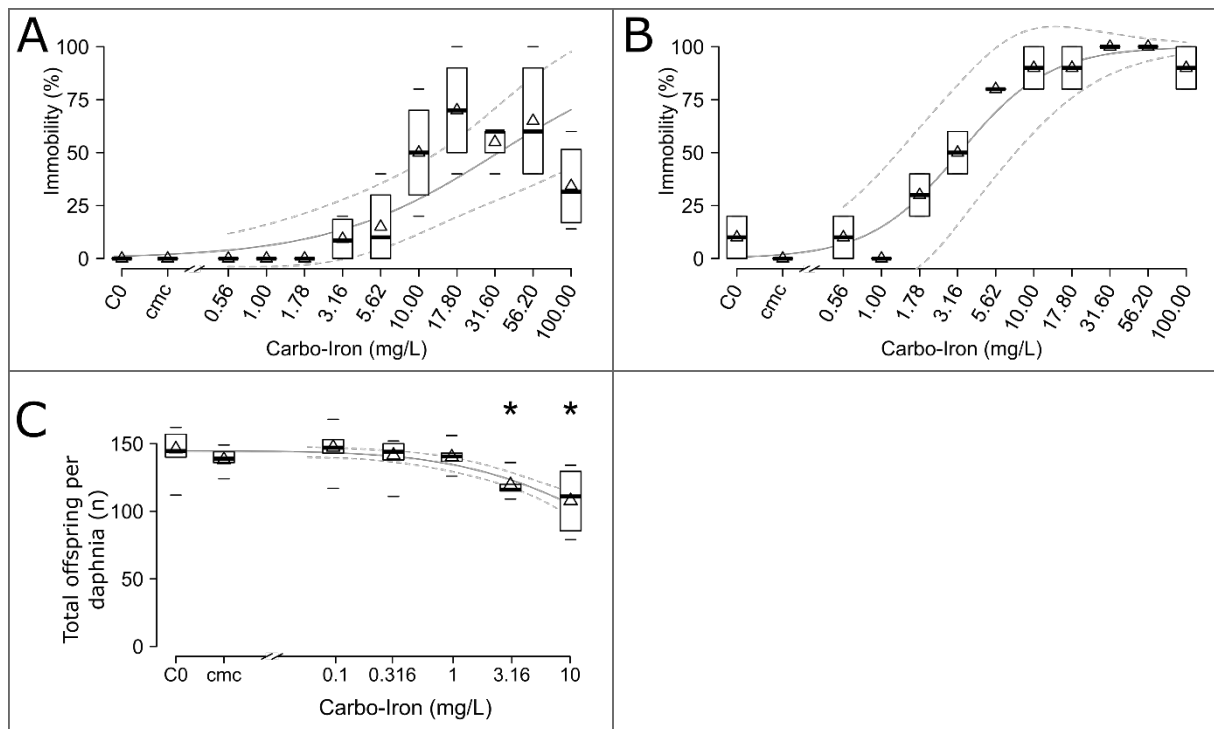 A
Immobility (%)
100
75
50
25
0
C0
cmc
0.56
1.00
1.78
3.16
5.62
10.00
17.80
31.60
56.20
100.00
Carbo-Iron (mg/L)
B
Immobility (%)
100
75
50
25
0
C0
cmc
0.56
1.00
1.78
3.16
5.62
10.00
17.80
31.60
56.20
100.00
Carbo-Iron (mg/L)
C
Total offspring per
daphnia (n)
150
100
50
0
* *
C0 cmc 0.1 0.316 1 3.16 10
Carbo-Iron (mg/L)